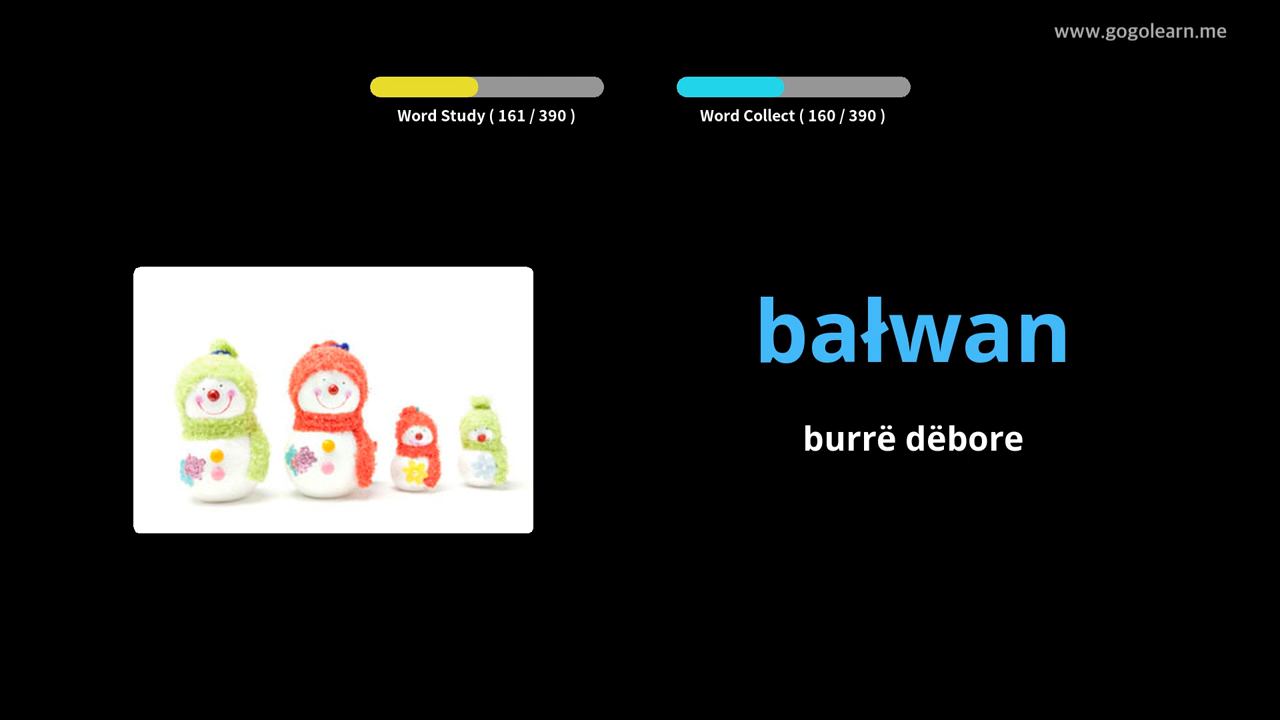 www.gogolearn.me
Word Study ( 161 / 390 )
Word Collect ( 160 / 390 )
bałwan
burrë dëbore